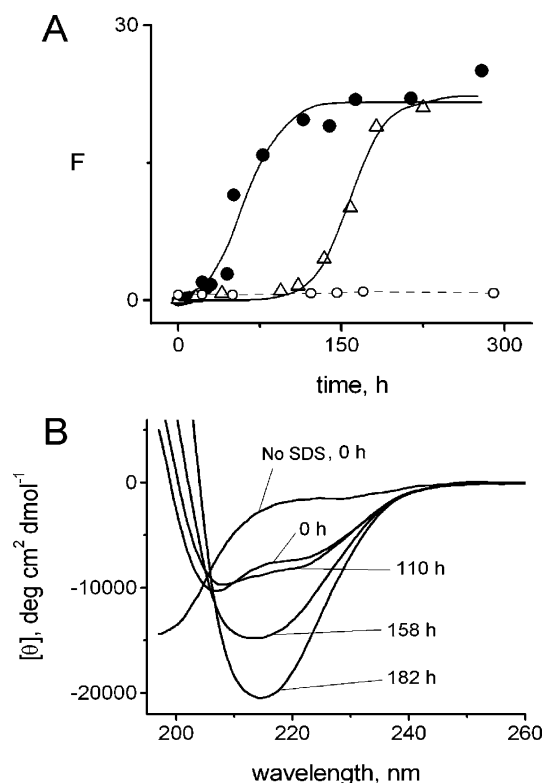 A
30
F
0
0
150
300
time, h
B
No SDS, 0 h
0
0 h
110 h
-10000
158 h
182 h
-20000
[θ], deg cm² dmol⁻¹
200
220
240
260
wavelength, nm